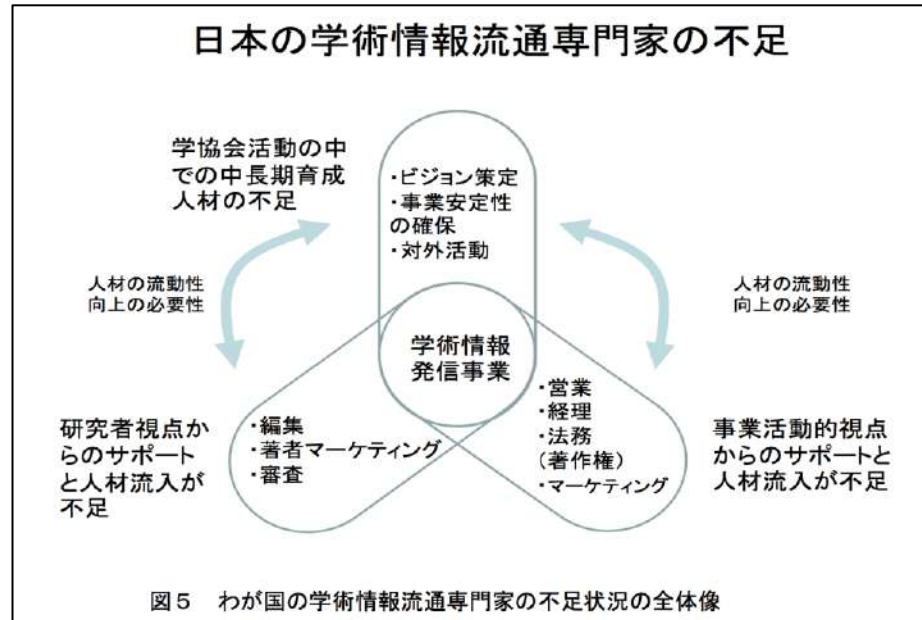 日本の学術情報流通専門家の不足
学協会活動の中
での中長期育成
人材の不足
・ビジョン策定
・事業安定性
の確保
・対外活動
人材の流動性
向上の必要性
人材の流動性
向上の必要性
学術情報
発信事業
研究者視点か
らのサポート
と人材流入が
不足
・編集
・著者マーケティング
・審査
・営業
・経理
・法務
（著作権）
・マーケティング
事業活動的視点
からのサポートと
人材流入が不足
図５　わが国の学術情報流通専門家の不足状況の全体像